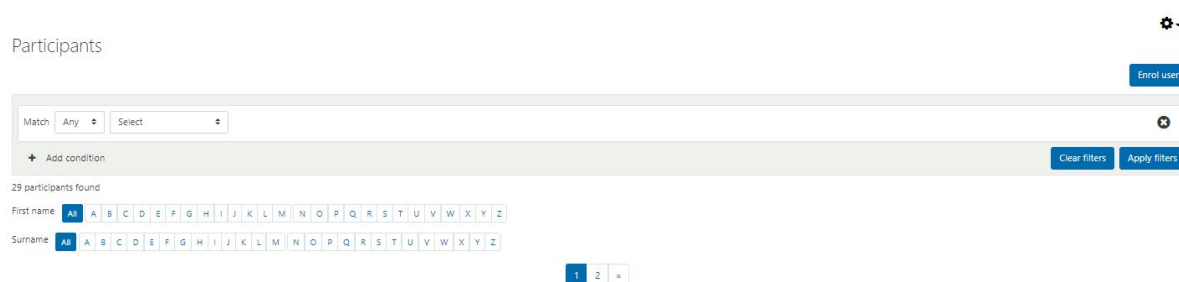 Participants
Enrol user
Match Any Select
Add condition Clear filters Apply filters
29 participants found
First name All A B C D E F G H I J K L M N O P Q R S T U V W X Y Z
Surname All A B C D E F G H I J K L M N O P Q R S T U V W X Y Z
1 2 »